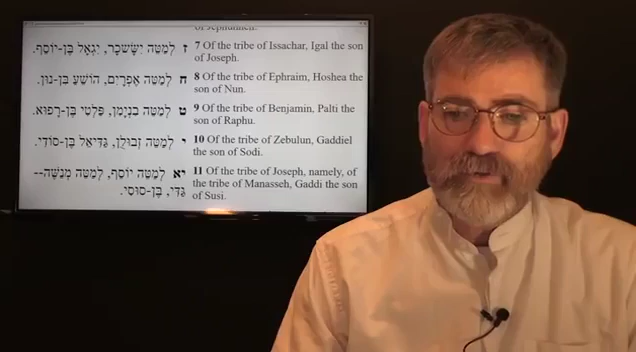 ז לְמַטֵּה יִשָּׂשכָר, יִגְאָל בֶּן-יוֹסֵף.
7 Of the tribe of Issachar, Igal the son
of Joseph.
ח לְמַטֵּה אֶפְרָיִם, הוֹשֵׁעַ בִּן-נוּן.
8 Of the tribe of Ephraim, Hoshea the
son of Nun.
ט לְמַטֵּה בִנְיָמִן, פַּלְטִי בֶּן-רָפוּא.
9 Of the tribe of Benjamin, Palti the
son of Raphu.
י לְמַטֵּה זְבוּלֻן, גַּדִּיאֵל בֶּן-סוֹדִי.
10 Of the tribe of Zebulun, Gaddiel
the son of Sodi.
יא לְמַטֵּה יוֹסֵף, לְמַטֵּה מְנַשֶּׁה--
גַּדִּי, בֶּן-סוּסִי.
11 Of the tribe of Joseph, namely, of
the tribe of Manasseh, Gaddi the son
of Susi.